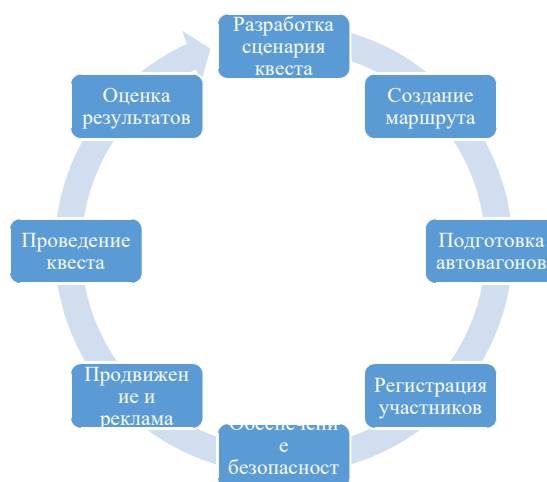 Разработка
сценария
квеста
Создание
маршрута
Подготовка
автовагонов
Регистрация
участников
Обеспечени
е
безопасност
Продвижен
ие и
реклама
Проведение
квеста
Оценка
результатов